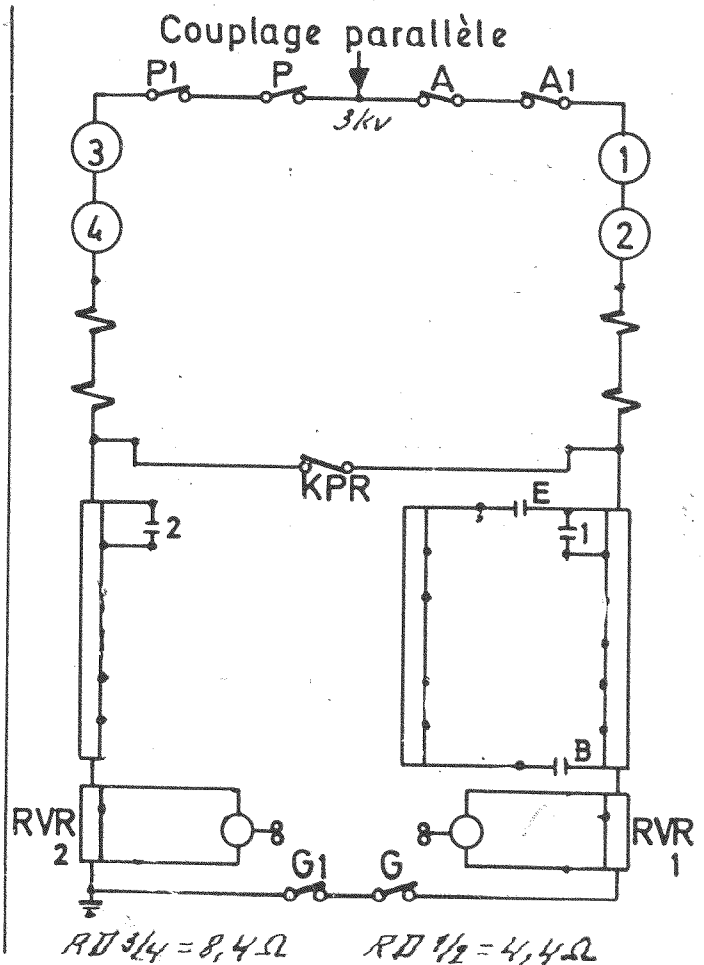 Couplage parallèle
P1 P A A1
3kv
3 1
4 2
KPR
E
2 1
B
RVR 8 8 RVR
2 1
G1 G
RD 3/4 = 8,4 Ω RD 1/2 = 4,4 Ω